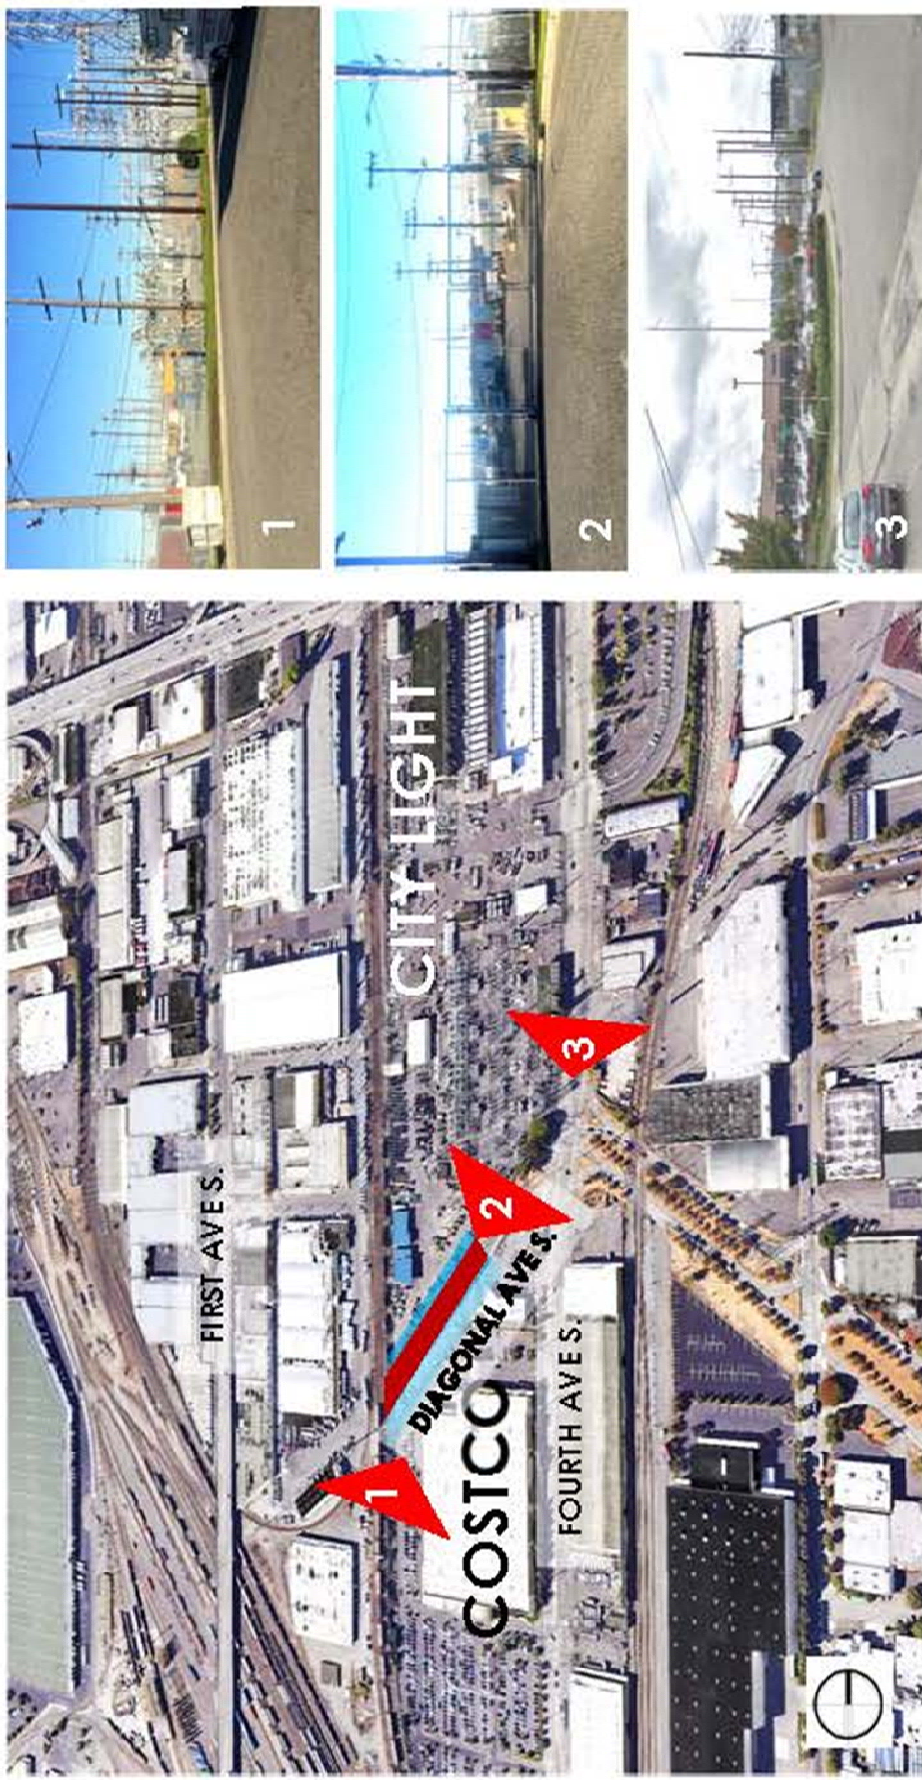 FIRST AVE S.
CITY LIGHT
1
2
3
DIAGONAL AVE S.
COSTCO
FOURTH AVE S.
1
2
3